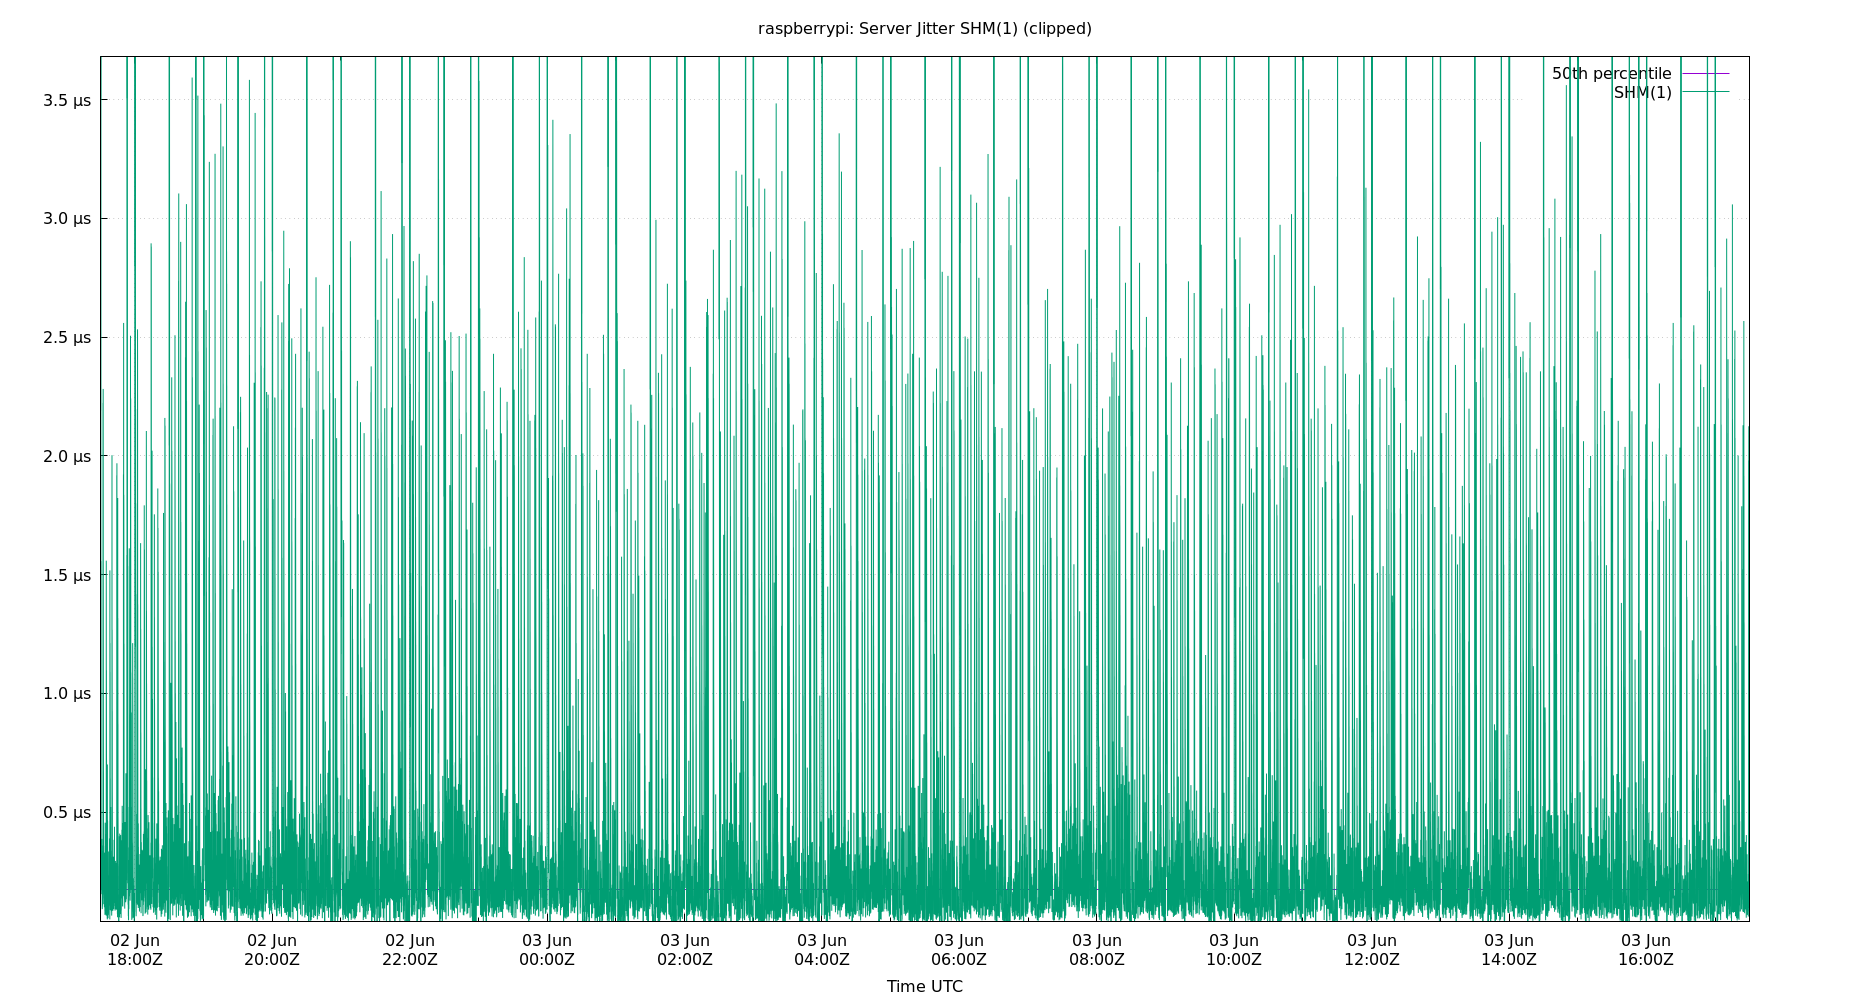 raspberrypi: Server Jitter SHM(1) (clipped)
50th percentile
SHM(1)
3.5 µs
3.0 µs
2.5 µs
2.0 µs
1.5 µs
1.0 µs
0.5 µs
02 Jun 02 Jun 02 Jun 03 Jun 03 Jun 03 Jun 03 Jun 03 Jun 03 Jun 03 Jun 03 Jun 03 Jun
18:00Z 20:00Z 22:00Z 00:00Z 02:00Z 04:00Z 06:00Z 08:00Z 10:00Z 12:00Z 14:00Z 16:00Z
Time UTC